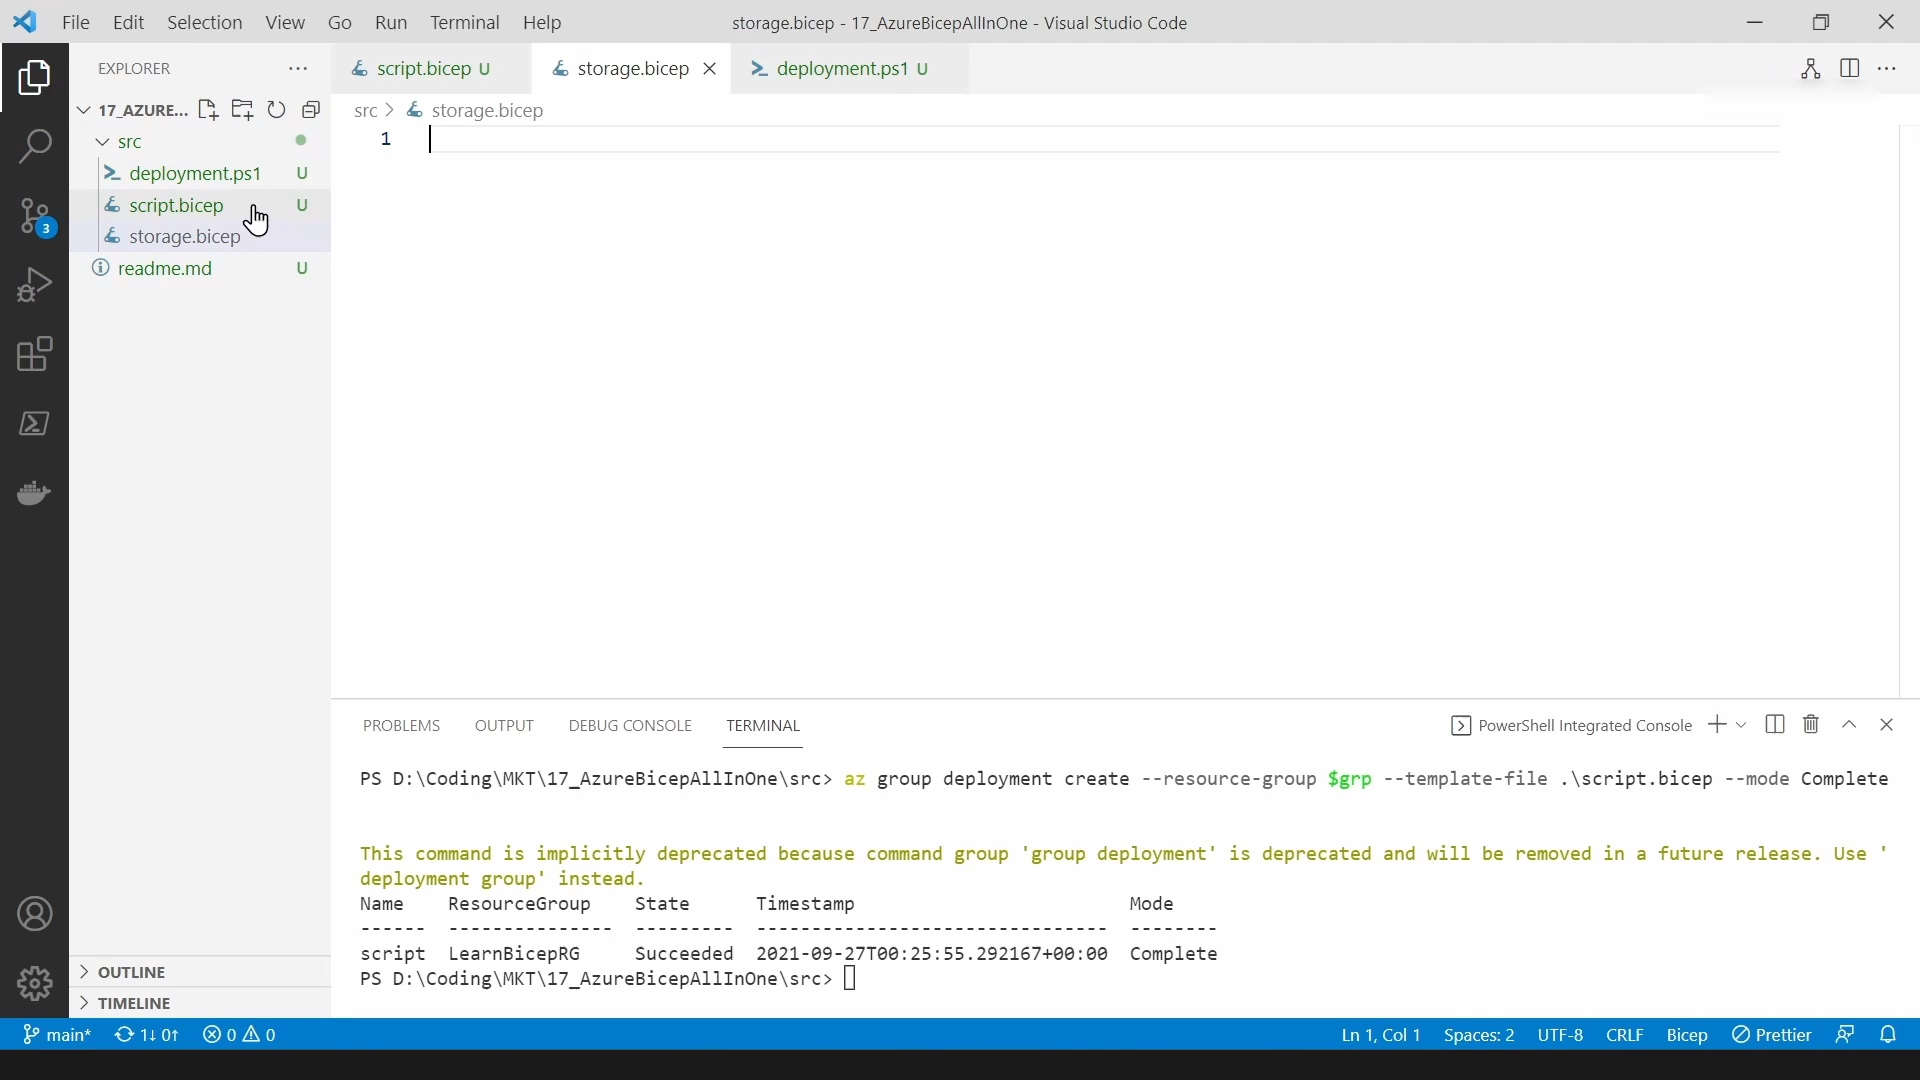 File Edit Selection View Go Run Terminal Help
storage.bicep - 17_AzureBicepAllInOne - Visual Studio Code
EXPLORER
script.bicep U
storage.bicep
deployment.ps1 U
17_AZURE...
src > storage.bicep
1
src
deployment.ps1 U
script.bicep U
storage.bicep
readme.md U
3
PROBLEMS OUTPUT DEBUG CONSOLE TERMINAL
PowerShell Integrated Console
PS D:\Coding\MKT\17_AzureBicepAllInOne\src> az group deployment create --resource-group $grp --template-file .\script.bicep --mode Complete
This command is implicitly deprecated because command group 'group deployment' is deprecated and will be removed in a future release. Use '
deployment group' instead.
Name ResourceGroup State Timestamp Mode
------ --------------- --------- -------------------------------- --------
script LearnBicepRG Succeeded 2021-09-27T00:25:55.292167+00:00 Complete
PS D:\Coding\MKT\17_AzureBicepAllInOne\src>
OUTLINE
TIMELINE
main* 1↓ 0↑ 0 0
Ln 1, Col 1 Spaces: 2 UTF-8 CRLF Bicep Prettier